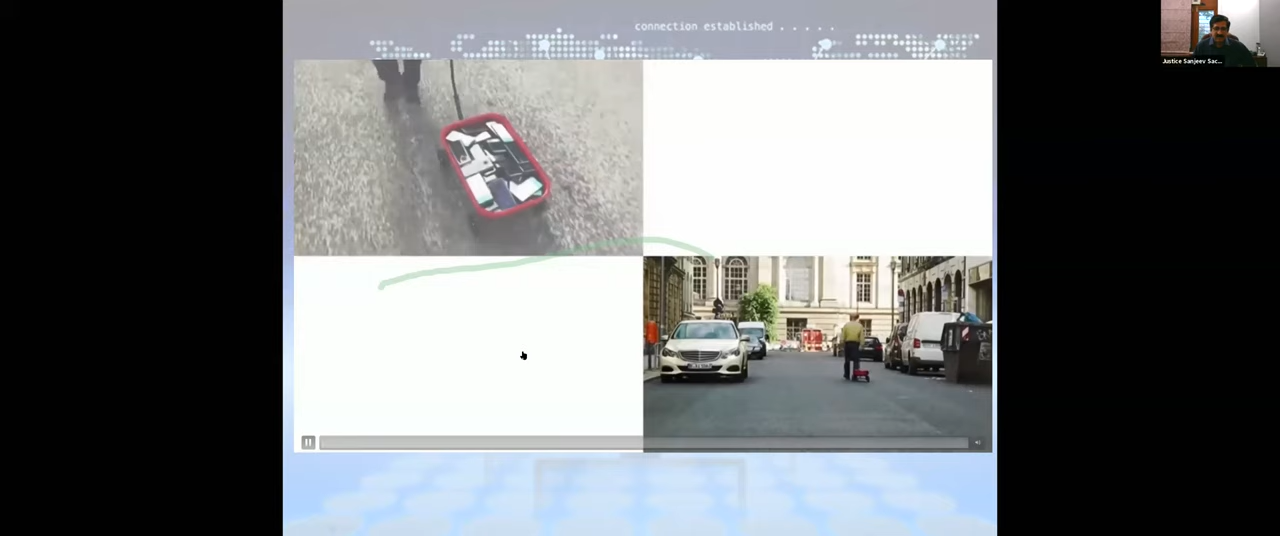 connection established . . . . .
Justice Sanjeev Sac...